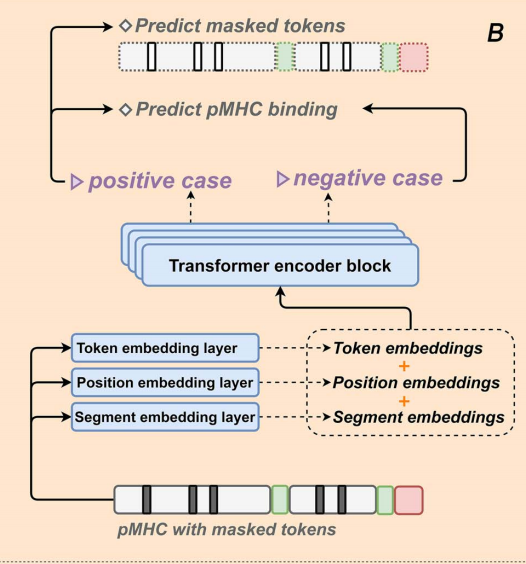 B
Predict masked tokens
Predict pMHC binding
positive case
negative case
Transformer encoder block
Token embedding layer
Token embeddings
+
Position embedding layer
Position embeddings
+
Segment embedding layer
Segment embeddings
pMHC with masked tokens